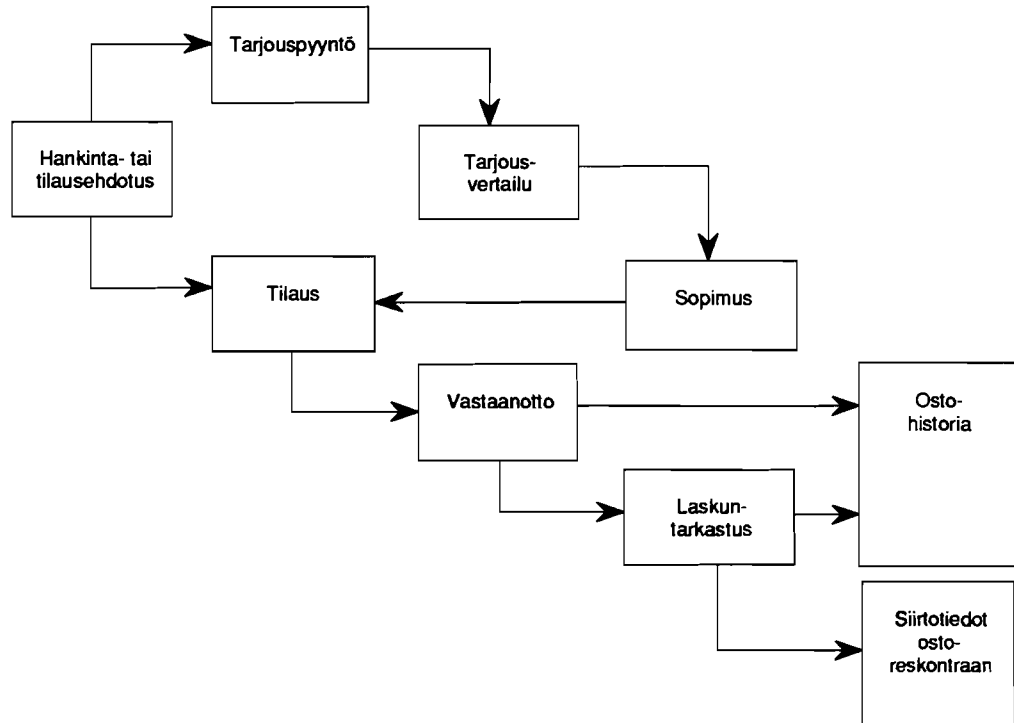 Tarjouspyyntö
Hankinta- tai
tilausehdotus
Tarjous-
vertailu
Tilaus
Sopimus
Vastaanotto
Osto-
historia
Laskun-
tarkastus
Siirtotiedot
osto-
reskontraan